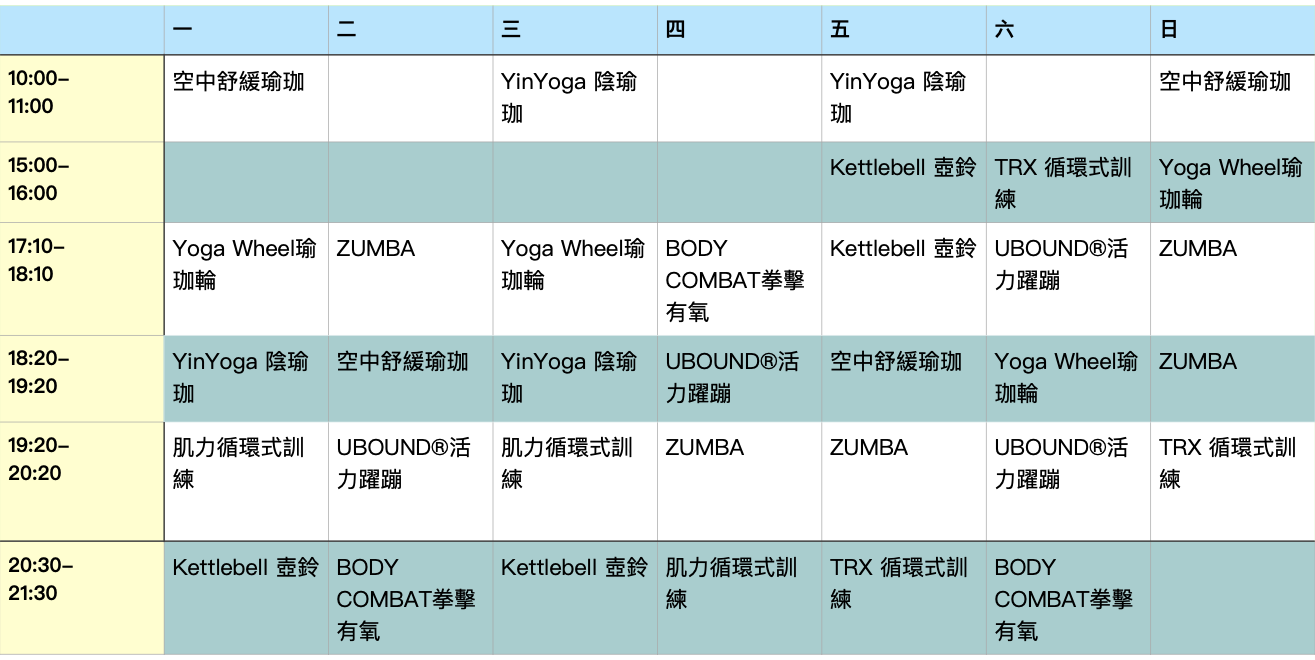 一 二 三 四 五 六 日
10:00–
11:00
空中舒緩瑜珈
YinYoga 陰瑜
珈
YinYoga 陰瑜
珈
空中舒緩瑜珈
15:00–
16:00
Kettlebell 壺鈴
TRX 循環式訓
練
Yoga Wheel瑜
珈輪
17:10–
18:10
Yoga Wheel瑜
珈輪
ZUMBA
Yoga Wheel瑜
珈輪
BODY
COMBAT拳擊
有氧
Kettlebell 壺鈴
UBOUND®活
力躍蹦
ZUMBA
18:20–
19:20
YinYoga 陰瑜
珈
空中舒緩瑜珈
YinYoga 陰瑜
珈
UBOUND®活
力躍蹦
空中舒緩瑜珈
Yoga Wheel瑜
珈輪
ZUMBA
19:20–
20:20
肌力循環式訓
練
UBOUND®活
力躍蹦
肌力循環式訓
練
ZUMBA
ZUMBA
UBOUND®活
力躍蹦
TRX 循環式訓
練
20:30–
21:30
Kettlebell 壺鈴
BODY
COMBAT拳擊
有氧
Kettlebell 壺鈴
肌力循環式訓
練
TRX 循環式訓
練
BODY
COMBAT拳擊
有氧